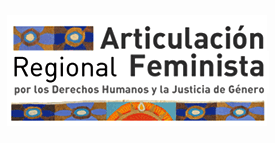 Articulación
Regional Feminista
por los Derechos Humanos y la Justicia de Género